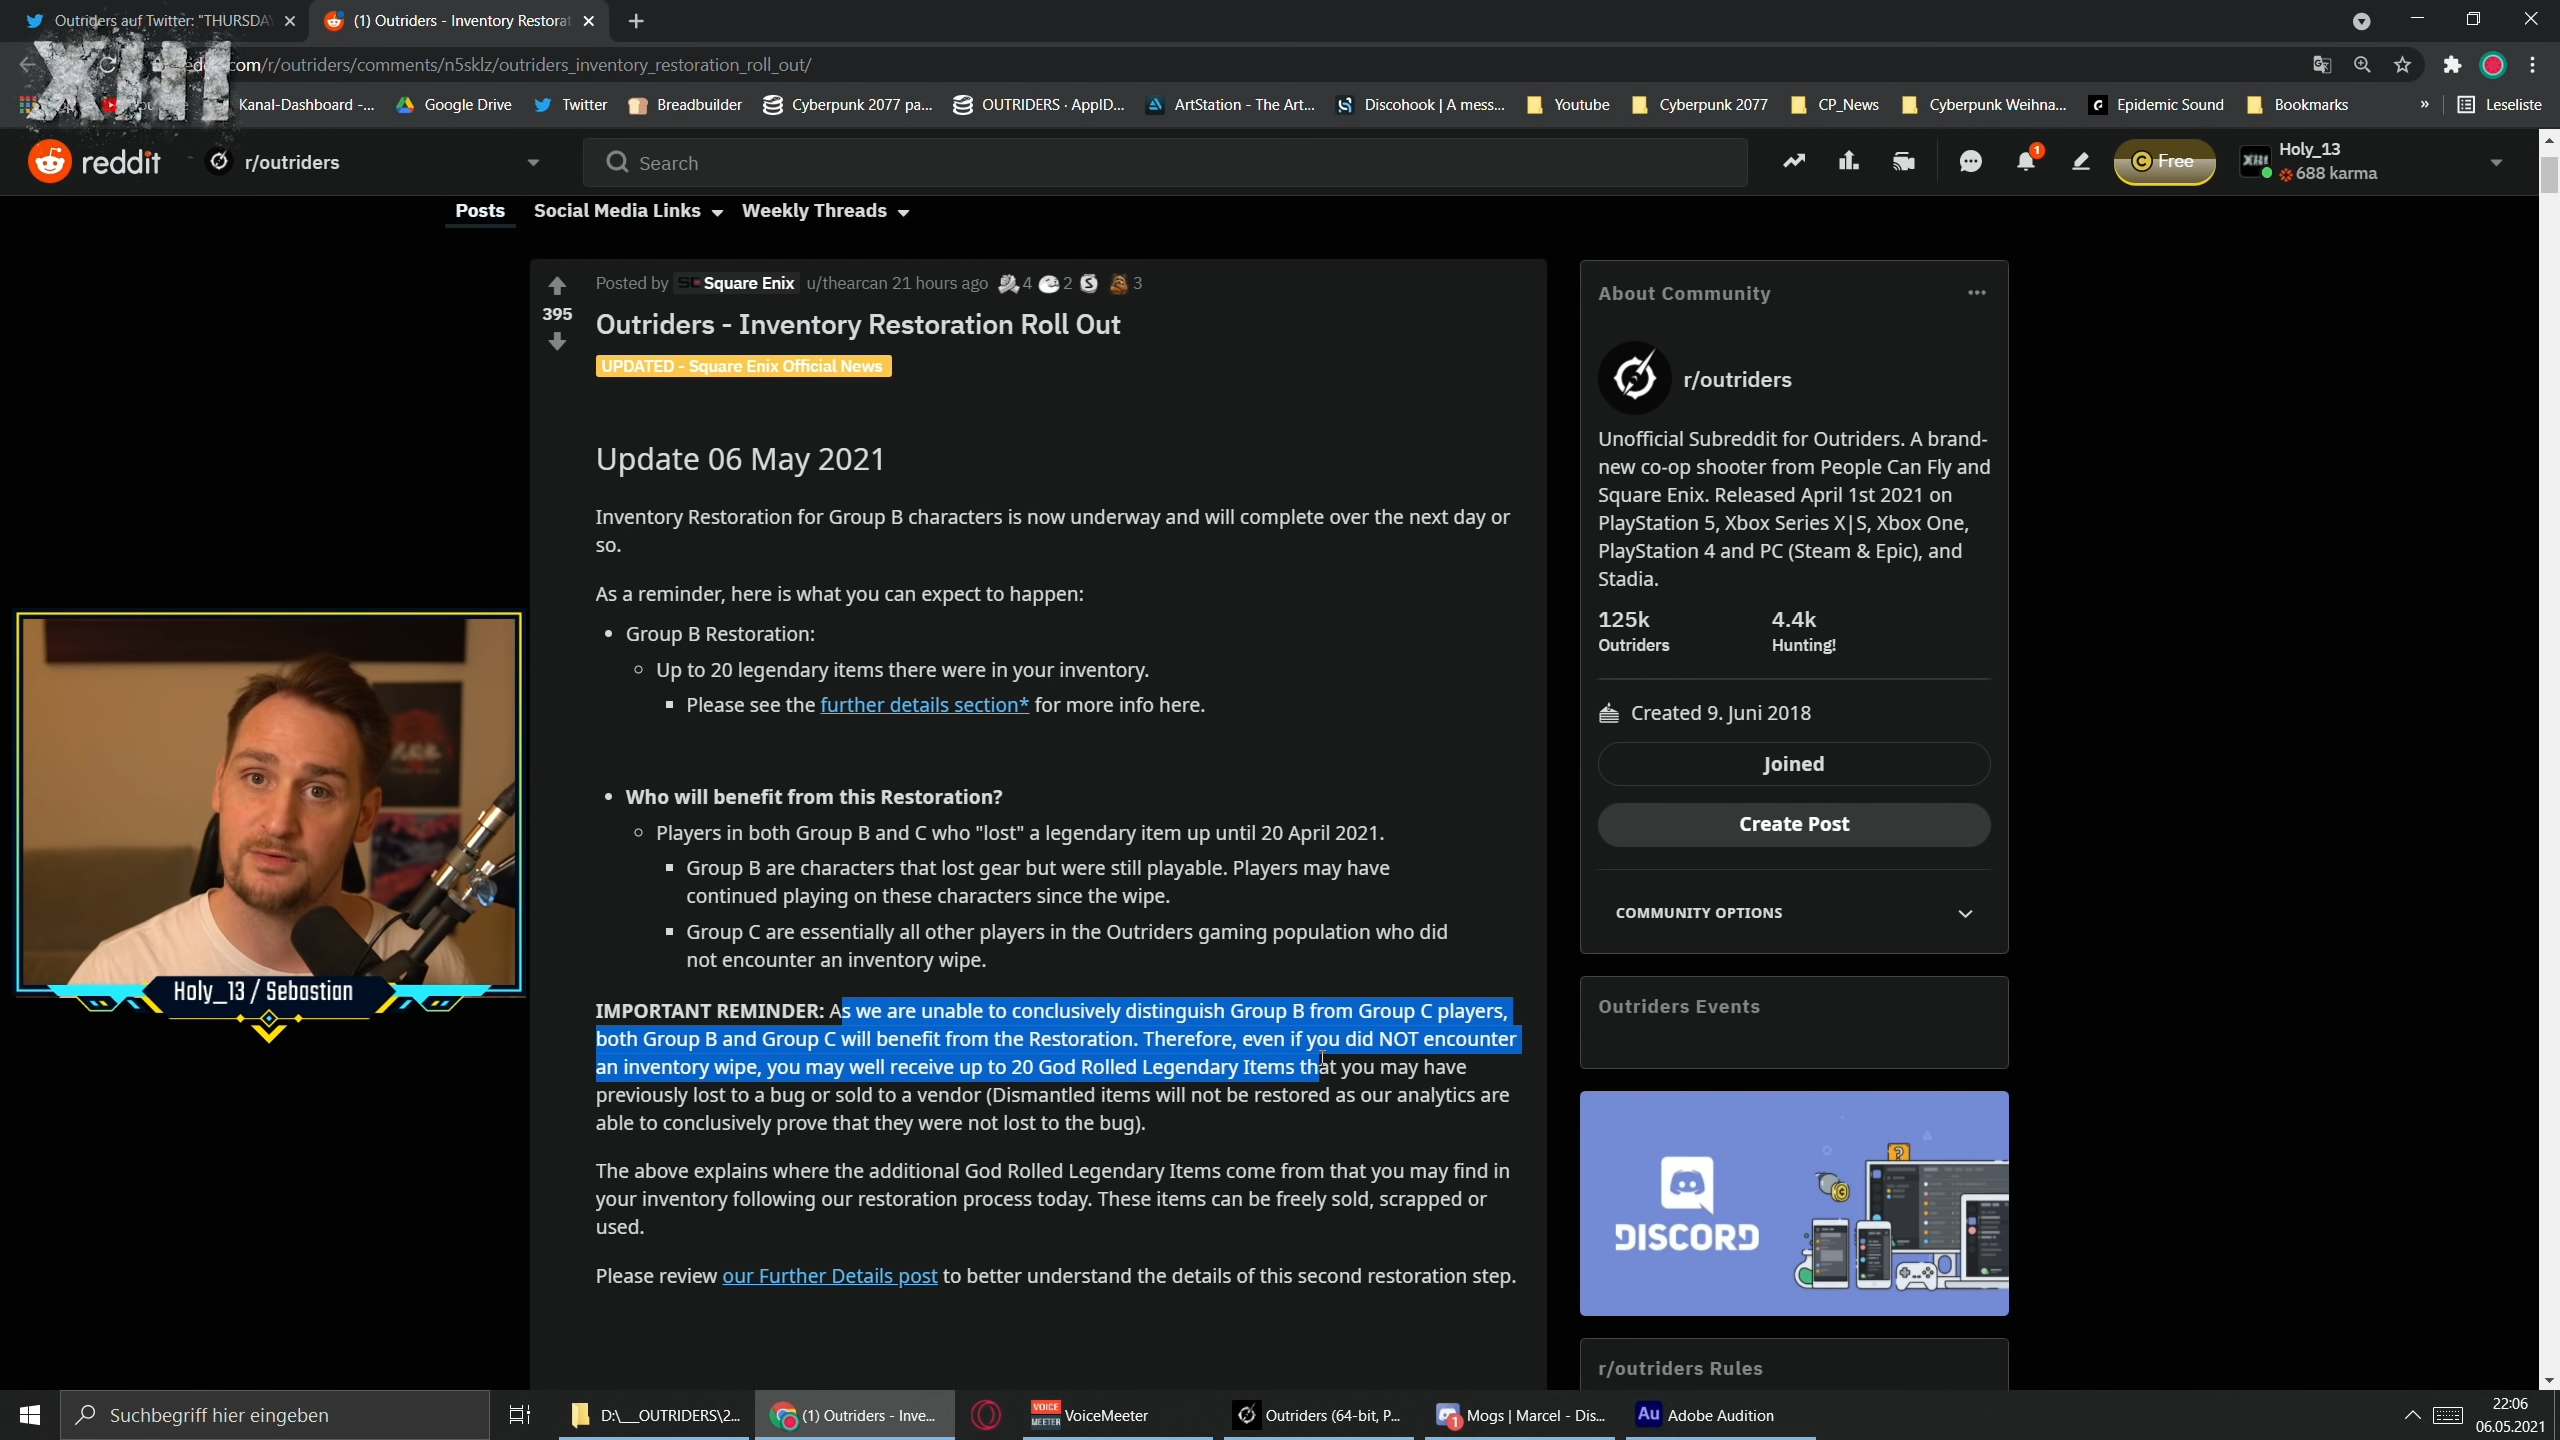 Outriders auf Twitter: "THURSDA
(1) Outriders - Inventory Restorat
XIII
com/r/outriders/comments/n5sklz/outriders_inventory_restoration_roll_out/
Kanal-Dashboard -...
Google Drive
Twitter
Breadbuilder
Cyberpunk 2077 pa...
OUTRIDERS · AppID...
ArtStation - The Art...
Discohook | A mess...
Youtube
Cyberpunk 2077
CP_News
Cyberpunk Weihna...
Epidemic Sound
Bookmarks
»
Leseliste
reddit
r/outriders
Search
1
Free
Holy_13
688 karma
Posts
Social Media Links
Weekly Threads
395
Posted by Square Enix u/thearcan 21 hours ago 4 2 3
Outriders - Inventory Restoration Roll Out
UPDATED - Square Enix Official News
Update 06 May 2021
Inventory Restoration for Group B characters is now underway and will complete over the next day or
so.
As a reminder, here is what you can expect to happen:
• Group B Restoration:
Up to 20 legendary items there were in your inventory.
Please see the further details section* for more info here.
• Who will benefit from this Restoration?
Players in both Group B and C who "lost" a legendary item up until 20 April 2021.
Group B are characters that lost gear but were still playable. Players may have
continued playing on these characters since the wipe.
Group C are essentially all other players in the Outriders gaming population who did
not encounter an inventory wipe.
IMPORTANT REMINDER: As we are unable to conclusively distinguish Group B from Group C players,
both Group B and Group C will benefit from the Restoration. Therefore, even if you did NOT encounter
an inventory wipe, you may well receive up to 20 God Rolled Legendary Items that you may have
previously lost to a bug or sold to a vendor (Dismantled items will not be restored as our analytics are
able to conclusively prove that they were not lost to the bug).
The above explains where the additional God Rolled Legendary Items come from that you may find in
your inventory following our restoration process today. These items can be freely sold, scrapped or
used.
Please review our Further Details post to better understand the details of this second restoration step.
About Community
r/outriders
Unofficial Subreddit for Outriders. A brand-
new co-op shooter from People Can Fly and
Square Enix. Released April 1st 2021 on
PlayStation 5, Xbox Series X|S, Xbox One,
PlayStation 4 and PC (Steam & Epic), and
Stadia.
125k
Outriders
4.4k
Hunting!
Created 9. Juni 2018
Joined
Create Post
COMMUNITY OPTIONS
Outriders Events
DISCORD
r/outriders Rules
Holy_13 / Sebastian
Suchbegriff hier eingeben
D:\__OUTRIDERS\2...
(1) Outriders - Inve...
VOICE
MEETER
VoiceMeeter
Outriders (64-bit, P...
1
Mogs | Marcel - Dis...
Au
Adobe Audition
22:06
06.05.2021